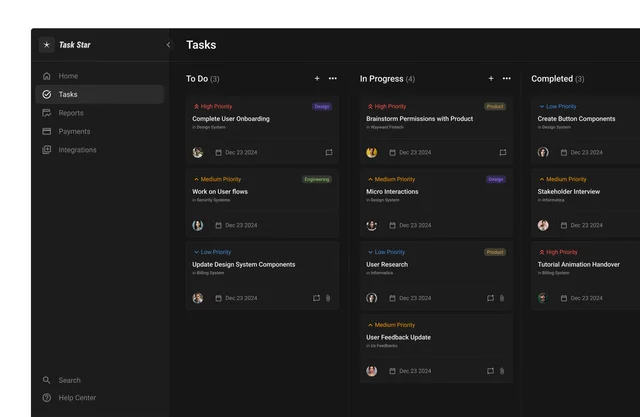 Task Star
Home
Tasks
Reports
Payments
Integrations
Search
Help Center
Tasks
To Do (3)
High Priority
Design
Complete User Onboarding
in Design System
Dec 23 2024
Medium Priority
Engineering
Work on User flows
in Security Systems
Dec 23 2024
Low Priority
Update Design System Components
in Billing System
Dec 23 2024
In Progress (4)
High Priority
Product
Brainstorm Permissions with Product
in Wayward Fintech
Dec 23 2024
Medium Priority
Design
Micro Interactions
in Design System
Dec 23 2024
Low Priority
Product
User Research
in Informatica
Dec 23 2024
Medium Priority
User Feedback Update
in Ux Feedbacks
Dec 23 2024
Completed (3)
Low Priority
Create Button Components
in Design System
Dec 23 2024
Medium Priority
Stakeholder Interview
in Informatica
Dec 23 2024
High Priority
Tutorial Animation Handover
in Billing System
Dec 23 2024